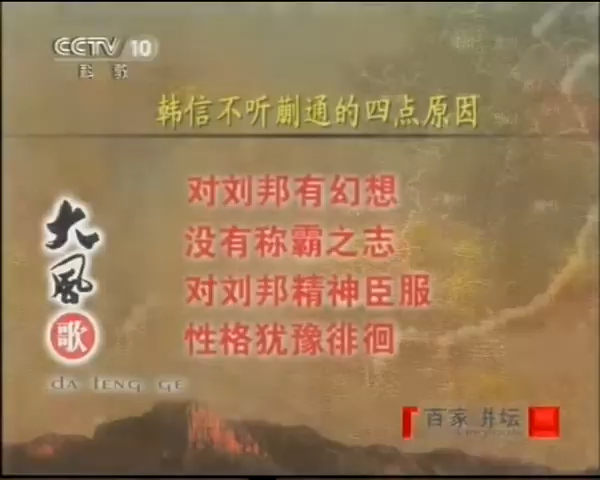 CCTV 10
科教
韩信不听蒯通的四点原因
对刘邦有幻想
没有称霸之志
对刘邦精神臣服
性格犹豫徘徊
大风歌
da feng ge
百家讲坛